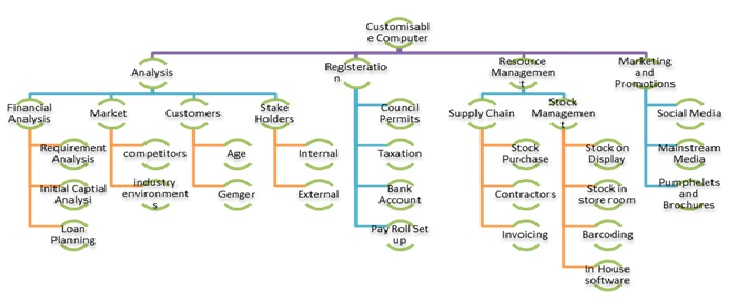 Customisabl
e Computer
Analysis
Registeratio
n
Resource
Management
t
Marketing
and
Promotions
Financial
Analysis
Market
Customers
Stake
Holders
Supply Chain
Stock
Managemen
t
Requirement
Analysis
Initial Captial
Analysi
Loan
Planning
competitors
industry
environment
s
Age
Genger
Internal
External
Council
Permits
Taxation
Bank
Account
Pay Roll Set
up
Stock
Purchase
Contractors
Invoicing
Stock on
Display
Stock in
store room
Barcoding
In House
software
Social Media
Mainstream
Media
Pumphelets
and
Brochures